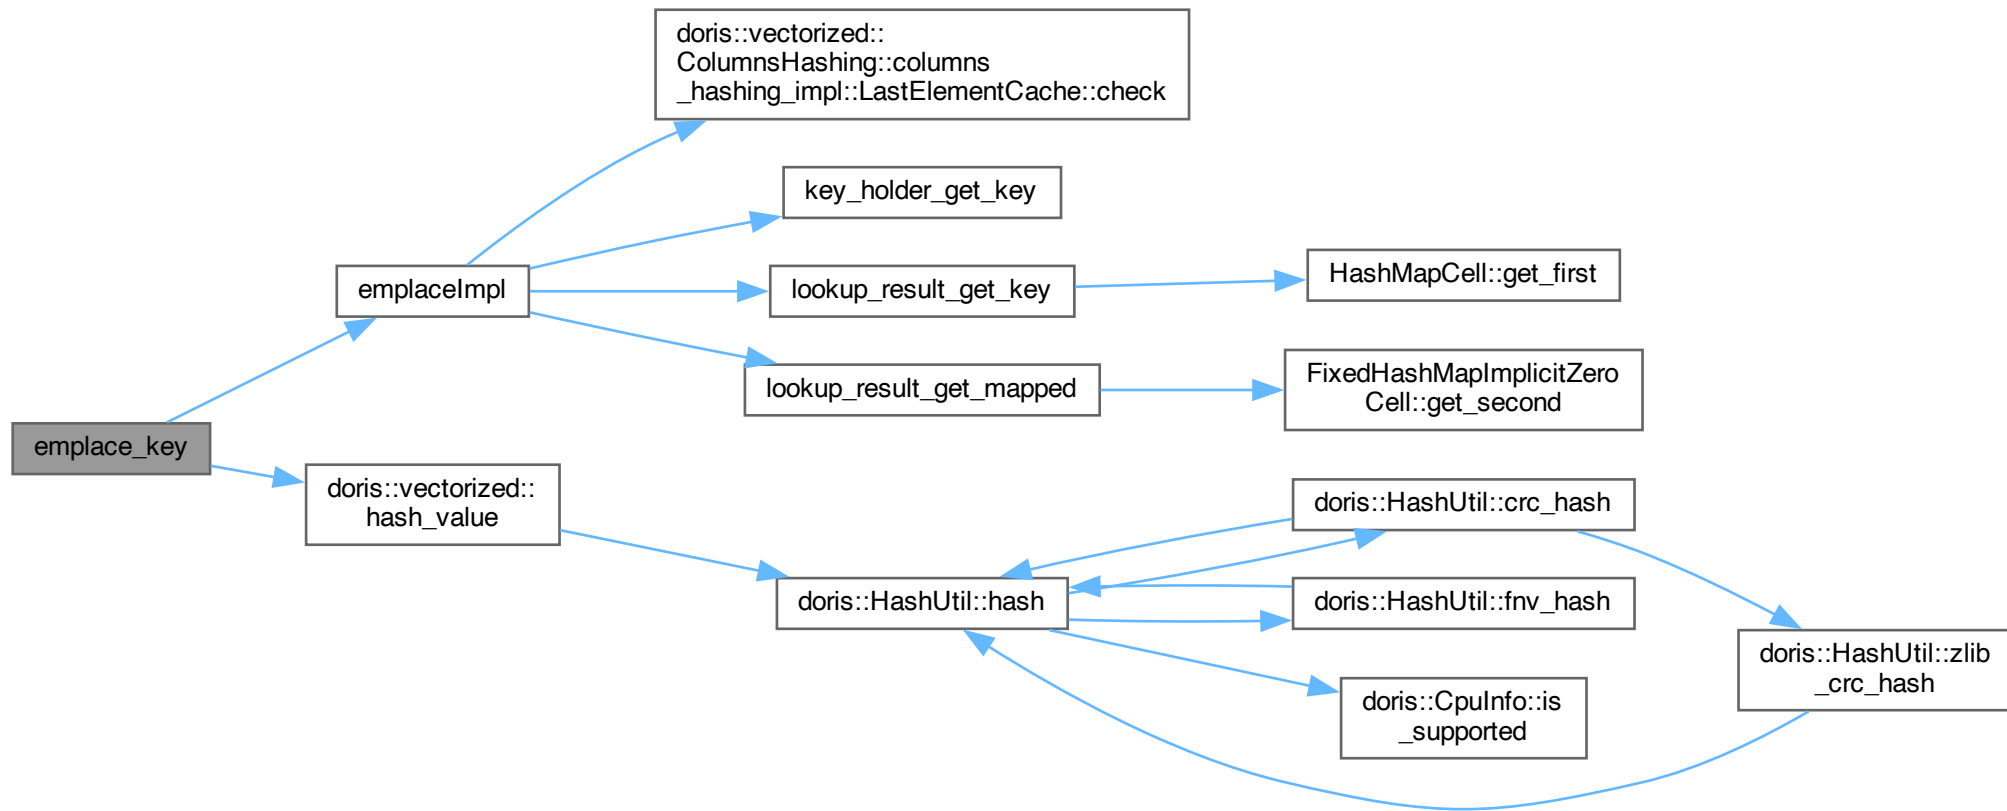 doris::vectorized::
ColumnsHashing::columns
_hashing_impl::LastElementCache::check
key_holder_get_key
emplaceImpl
lookup_result_get_key
HashMapCell::get_first
lookup_result_get_mapped
FixedHashMapImplicitZero
Cell::get_second
emplace_key
doris::vectorized::
hash_value
doris::HashUtil::hash
doris::HashUtil::crc_hash
doris::HashUtil::fnv_hash
doris::HashUtil::zlib
_crc_hash
doris::CpuInfo::is
_supported